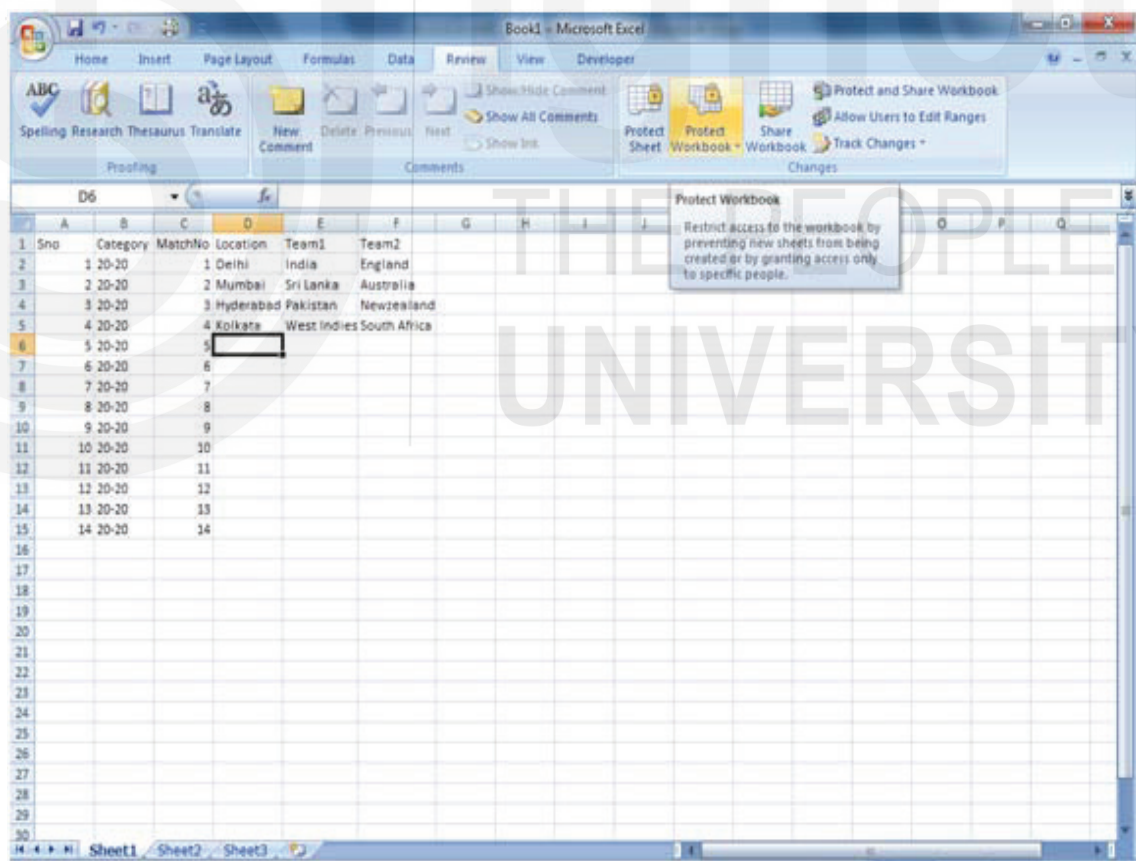 Book1 - Microsoft Excel
Home Insert Page Layout Formulas Data Review View Developer
ABC
Spelling Research Thesaurus Translate
New Comment
Delete Previous Next
Show/Hide Comment
Show All Comments
Show Ink
Protect Sheet
Protect Workbook
Share Workbook
Protect and Share Workbook
Allow Users to Edit Ranges
Track Changes
Proofing Comments Changes
D6 fx
Protect Workbook
Restrict access to the workbook by
preventing new sheets from being
created or by granting access only
to specific people.
THE PEOPLE
UNIVERSIT
A B C D E F G H I J O P Q
1 Sno Category MatchNo Location Team1 Team2
2 1 20-20 1 Delhi India England
3 2 20-20 2 Mumbai Sri Lanka Australia
4 3 20-20 3 Hyderabad Pakistan Newzealand
5 4 20-20 4 Kolkata West Indies South Africa
6 5 20-20 5
7 6 20-20 6
8 7 20-20 7
9 8 20-20 8
10 9 20-20 9
11 10 20-20 10
12 11 20-20 11
13 12 20-20 12
14 13 20-20 13
15 14 20-20 14
16
17
18
19
20
21
22
23
24
25
26
27
28
29
30
Sheet1 Sheet2 Sheet3